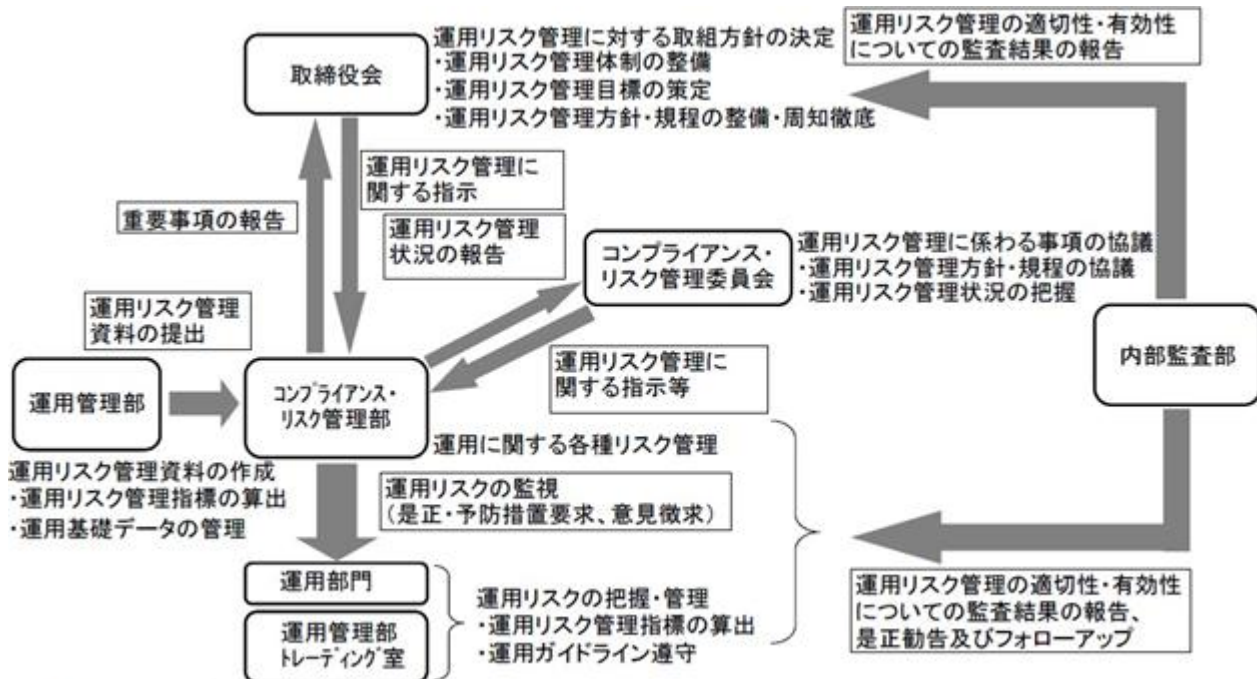 取締役会
運用リスク管理に対する取組方針の決定
・運用リスク管理体制の整備
・運用リスク管理目標の策定
・運用リスク管理方針・規程の整備・周知徹底
運用リスク管理の適切性・有効性
についての監査結果の報告
重要事項の報告
運用リスク管理に
関する指示
運用リスク管理
状況の報告
コンプライアンス・
リスク管理委員会
運用リスク管理に係わる事項の協議
・運用リスク管理方針・規程の協議
・運用リスク管理状況の把握
運用リスク管理
資料の提出
内部監査部
運用管理部
コンプライアンス・
リスク管理部
運用リスク管理に
関する指示等
運用に関する各種リスク管理
運用リスク管理資料の作成
・運用リスク管理指標の算出
・運用基礎データの管理
運用リスクの監視
(是正・予防措置要求、意見徴求)
運用部門
運用管理部
トレーディング室
運用リスクの把握・管理
・運用リスク管理指標の算出
・運用ガイドライン遵守
運用リスク管理の適切性・有効性
についての監査結果の報告、
是正勧告及びフォローアップ